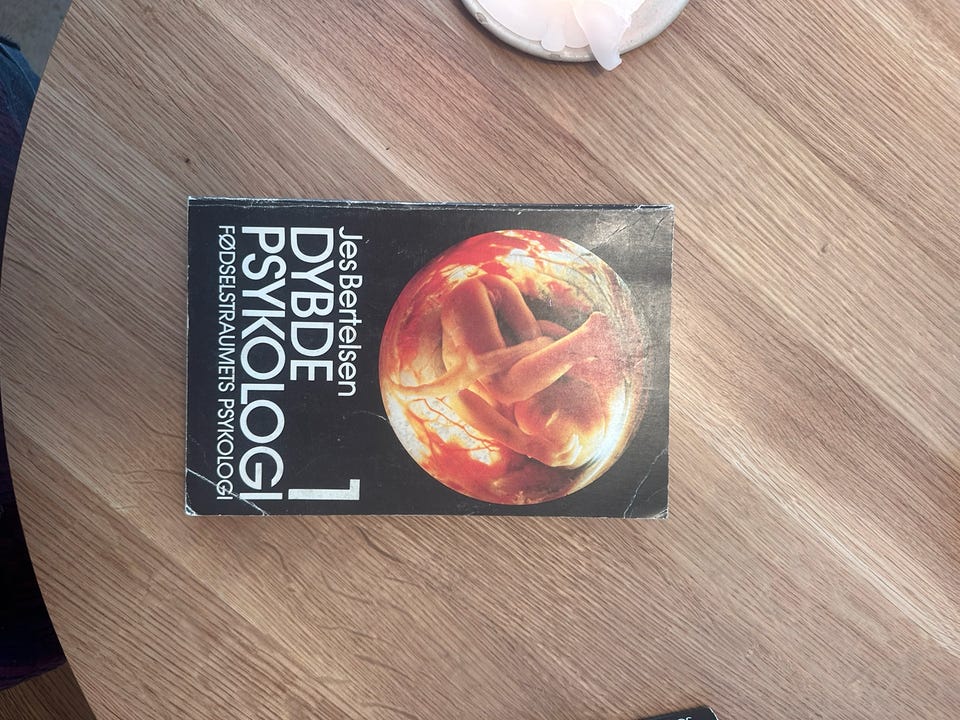 Jes Bertelsen
DYBDE
PSYKOLOGI 1
FØDSELSTRAUMETS PSYKOLOGI